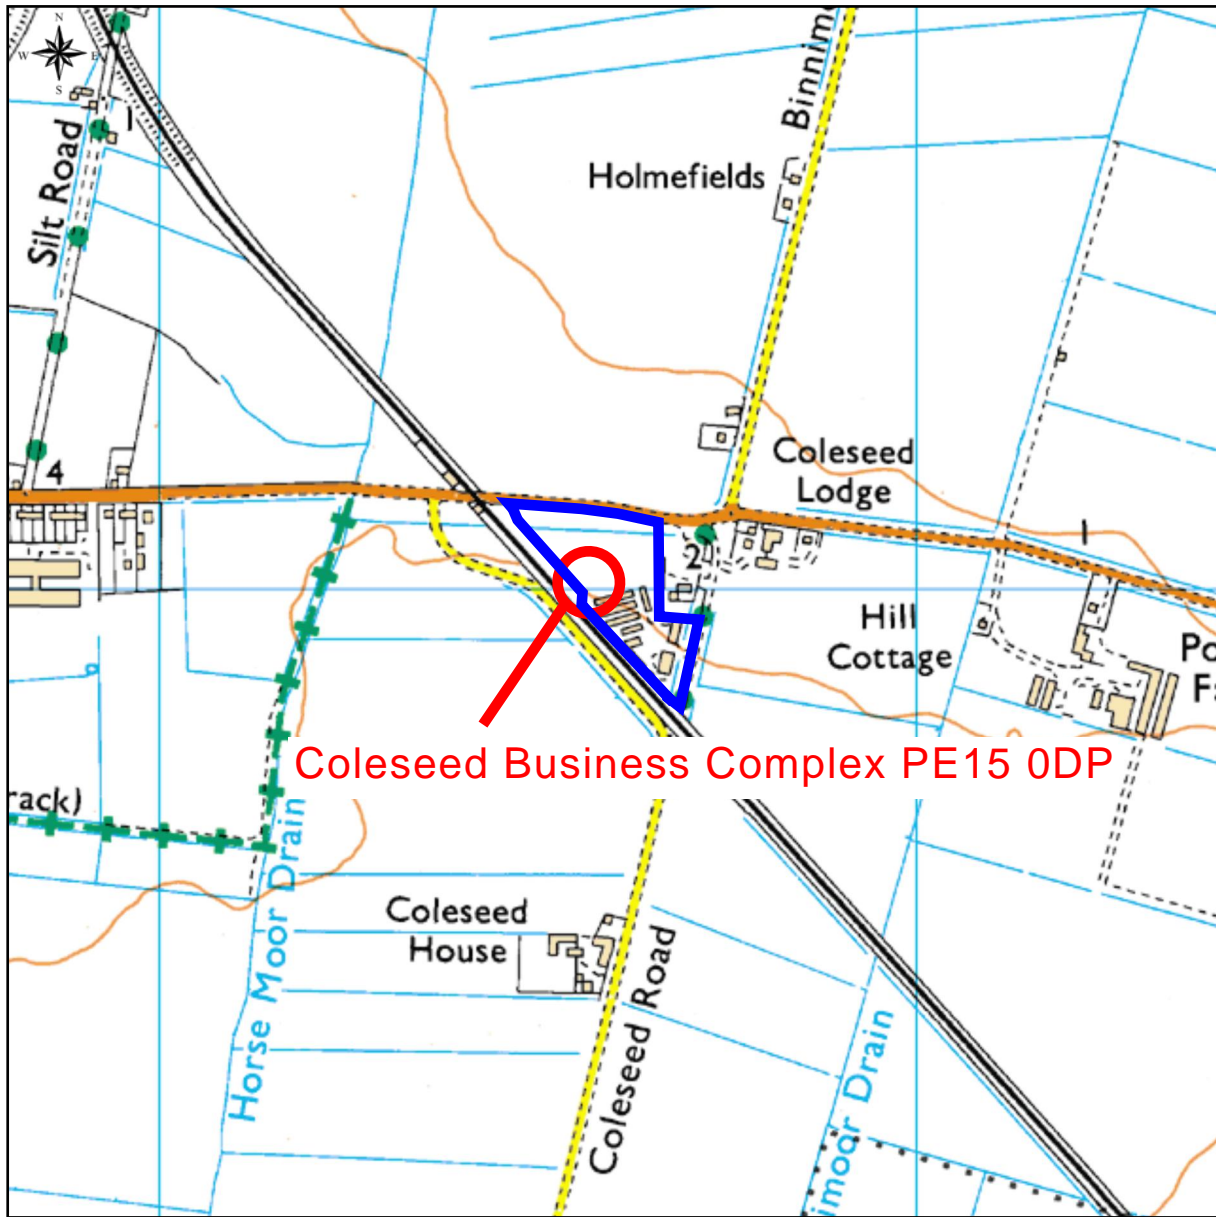 N
W E
S
1
Silt Road
Binnim
Holmefields
4
Coleseed
Lodge
2
1
Hill
Cottage
Po
Fa
Coleseed Business Complex PE15 0DP
rack)
Horse Moor Drain
Coleseed
House
Coleseed Road
imoor Drain